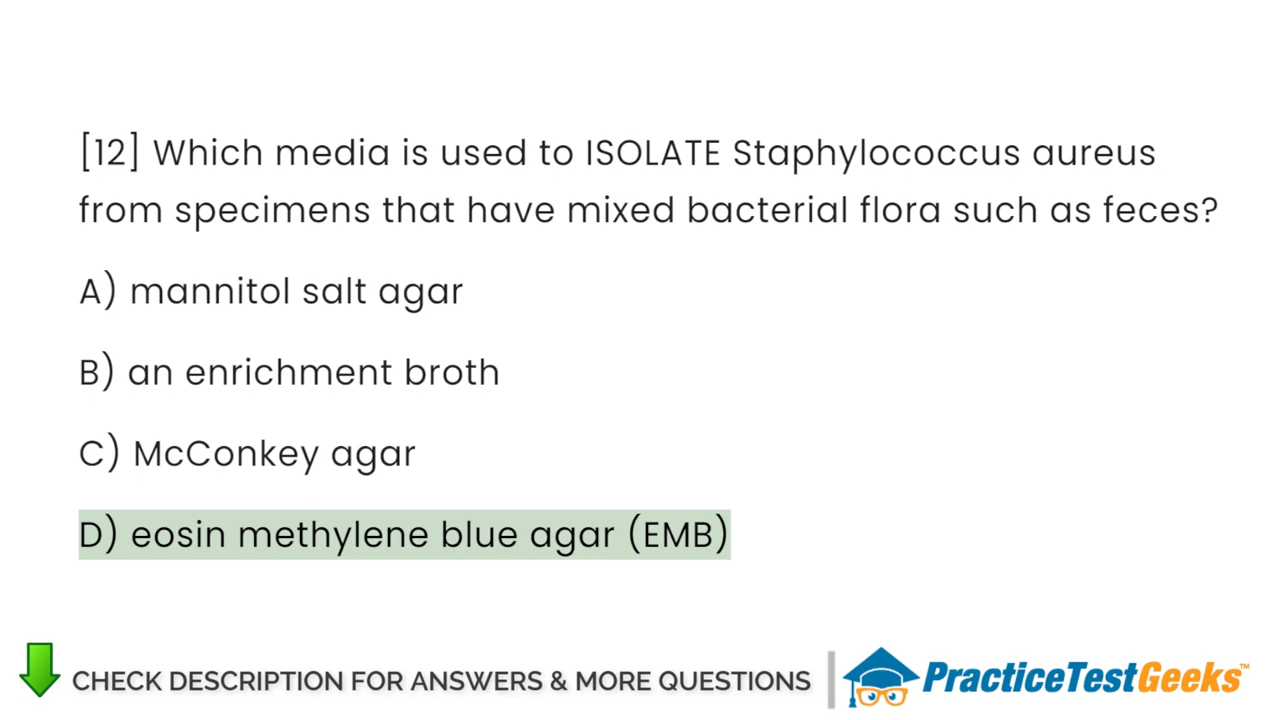 [12] Which media is used to ISOLATE Staphylococcus aureus
from specimens that have mixed bacterial flora such as feces?
A) mannitol salt agar
B) an enrichment broth
C) McConkey agar
D) eosin methylene blue agar (EMB)
CHECK DESCRIPTION FOR ANSWERS & MORE QUESTIONS
PracticeTestGeeks™